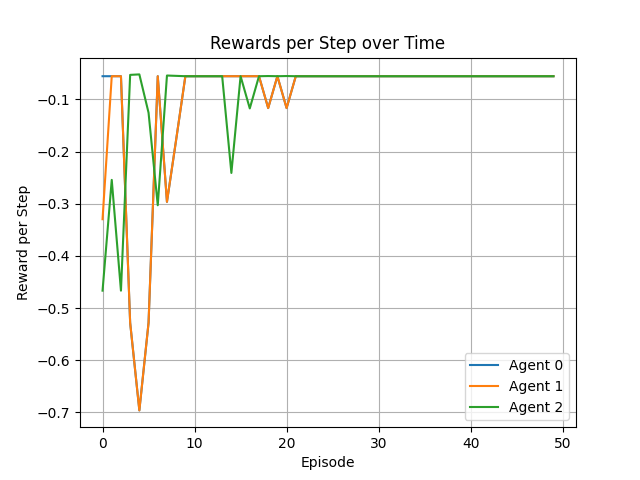 Rewards per Step over Time
−0.1
−0.2
−0.3
−0.4
−0.5
−0.6
−0.7
Reward per Step
Agent 0
Agent 1
Agent 2
0 10 20 30 40 50
Episode